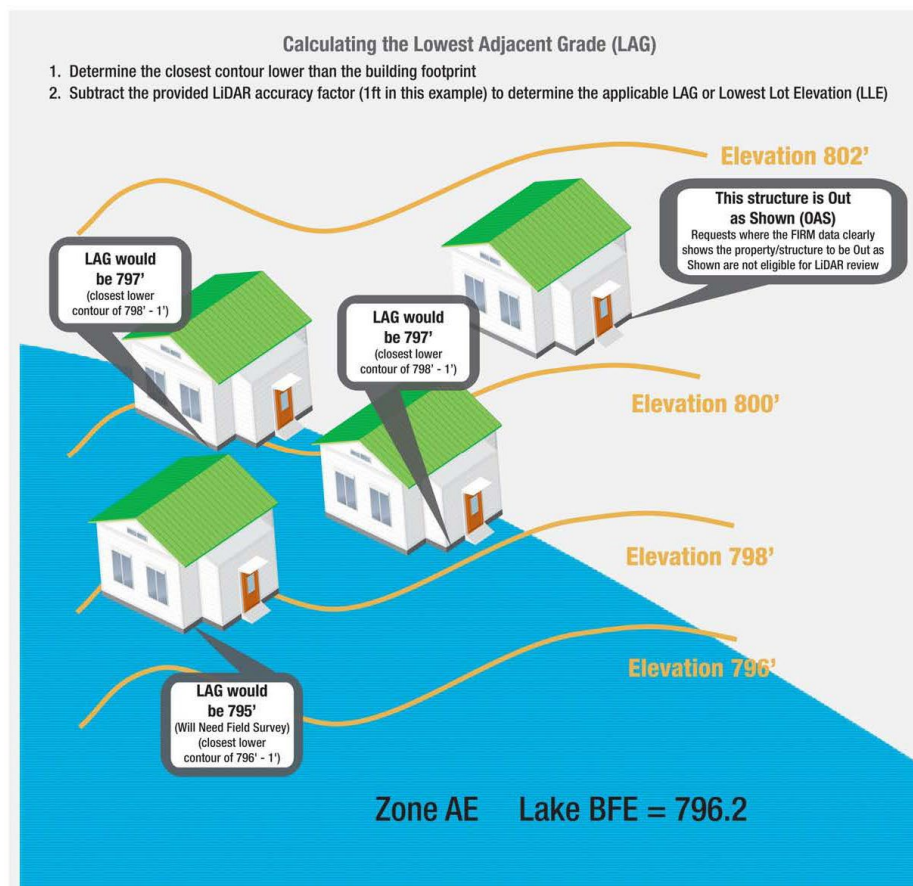 Calculating the Lowest Adjacent Grade (LAG)
1. Determine the closest contour lower than the building footprint
2. Subtract the provided LiDAR accuracy factor (1ft in this example) to determine the applicable LAG or Lowest Lot Elevation (LLE)
Elevation 802'
This structure is Out
as Shown (OAS)
Requests where the FIRM data clearly
shows the property/structure to be Out as
Shown are not eligible for LiDAR review
LAG would
be 797'
(closest lower
contour of 798' - 1')
LAG would
be 797'
(closest lower
contour of 798' - 1')
Elevation 800'
Elevation 798'
Elevation 796'
LAG would
be 795'
(Will Need Field Survey)
(closest lower
contour of 796' - 1')
Zone AE Lake BFE = 796.2